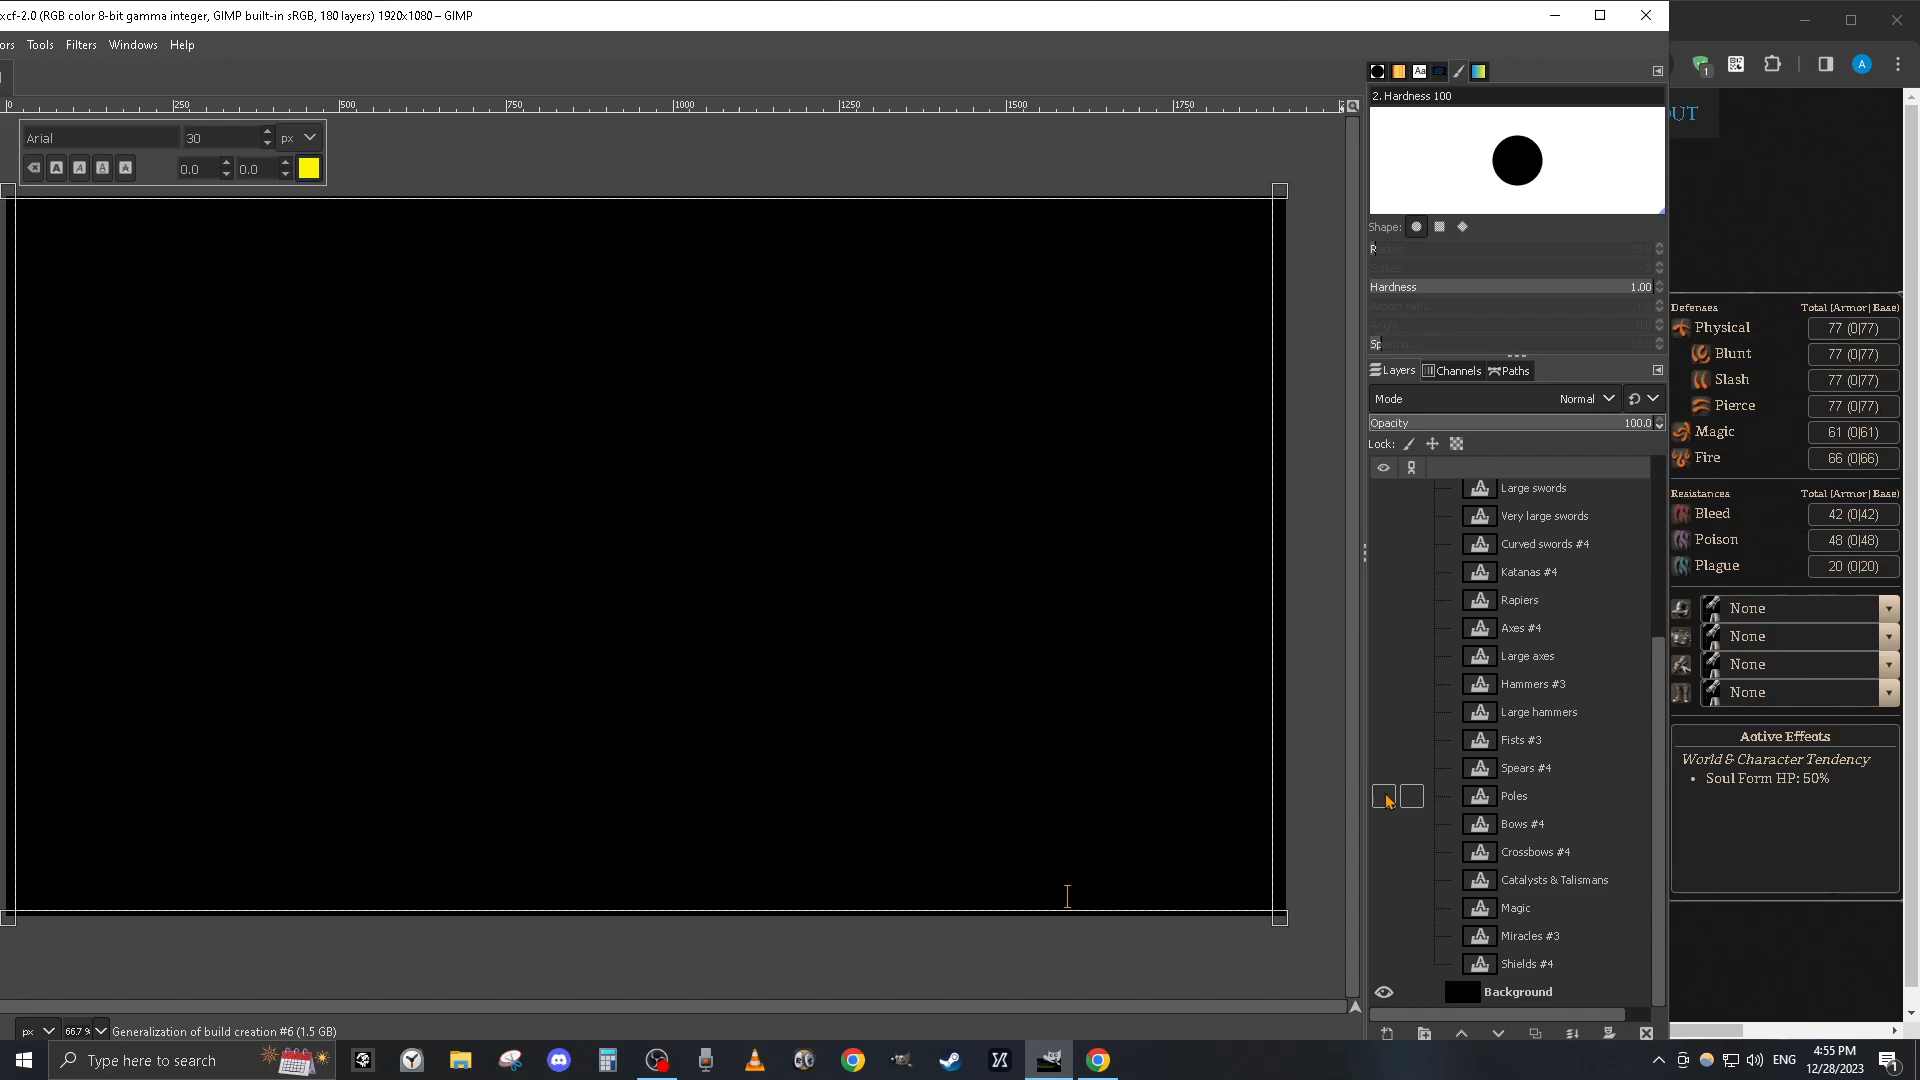 xcf-2.0 (RGB color 8-bit gamma integer, GIMP built-in sRGB, 180 layers) 1920x1080 – GIMP
ors Tools Filters Windows Help
0 250 500 750 1000 1250 1500 1750
Arial 30 px
0.0 0.0
2. Hardness 100
Shape:
Hardness 1.00
Layers Channels Paths
Mode Normal
Opacity 100.0
Lock:
Large swords
Very large swords
Curved swords #4
Katanas #4
Rapiers
Axes #4
Large axes
Hammers #3
Large hammers
Fists #3
Spears #4
Poles
Bows #4
Crossbows #4
Catalysts & Talismans
Magic
Miracles #3
Shields #4
Background
px 66.7 % Generalization of build creation #6 (1.5 GB)
1 A
OUT
Defenses Total [Armor|Base]
Physical 77 (0|77)
Blunt 77 (0|77)
Slash 77 (0|77)
Pierce 77 (0|77)
Magic 61 (0|61)
Fire 66 (0|66)
Resistances Total [Armor|Base]
Bleed 42 (0|42)
Poison 48 (0|48)
Plague 20 (0|20)
None
None
None
None
Active Effects
World & Character Tendency
• Soul Form HP: 50%
Type here to search
ENG
4:55 PM
12/28/2023
1